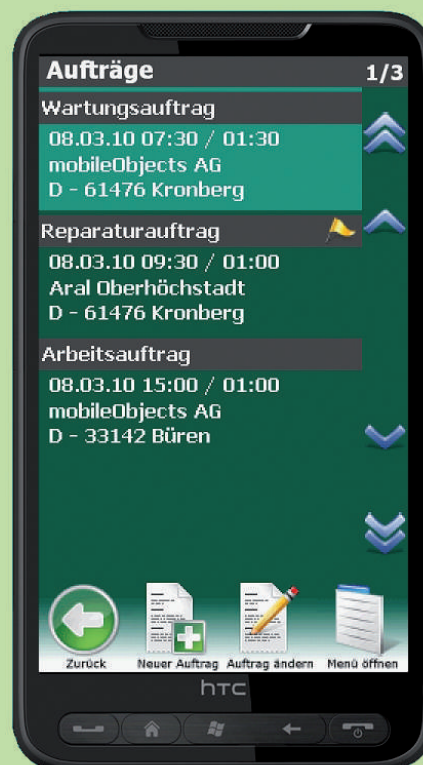 Aufträge 1/3
Wartungsauftrag
08.03.10 07:30 / 01:30
mobileObjects AG
D - 61476 Kronberg
Reparaturauftrag
08.03.10 09:30 / 01:00
Aral Oberhöchstadt
D - 61476 Kronberg
Arbeitsauftrag
08.03.10 15:00 / 01:00
mobileObjects AG
D - 33142 Büren
Zurück Neuer Auftrag Auftrag ändern Menü öffnen
hTC